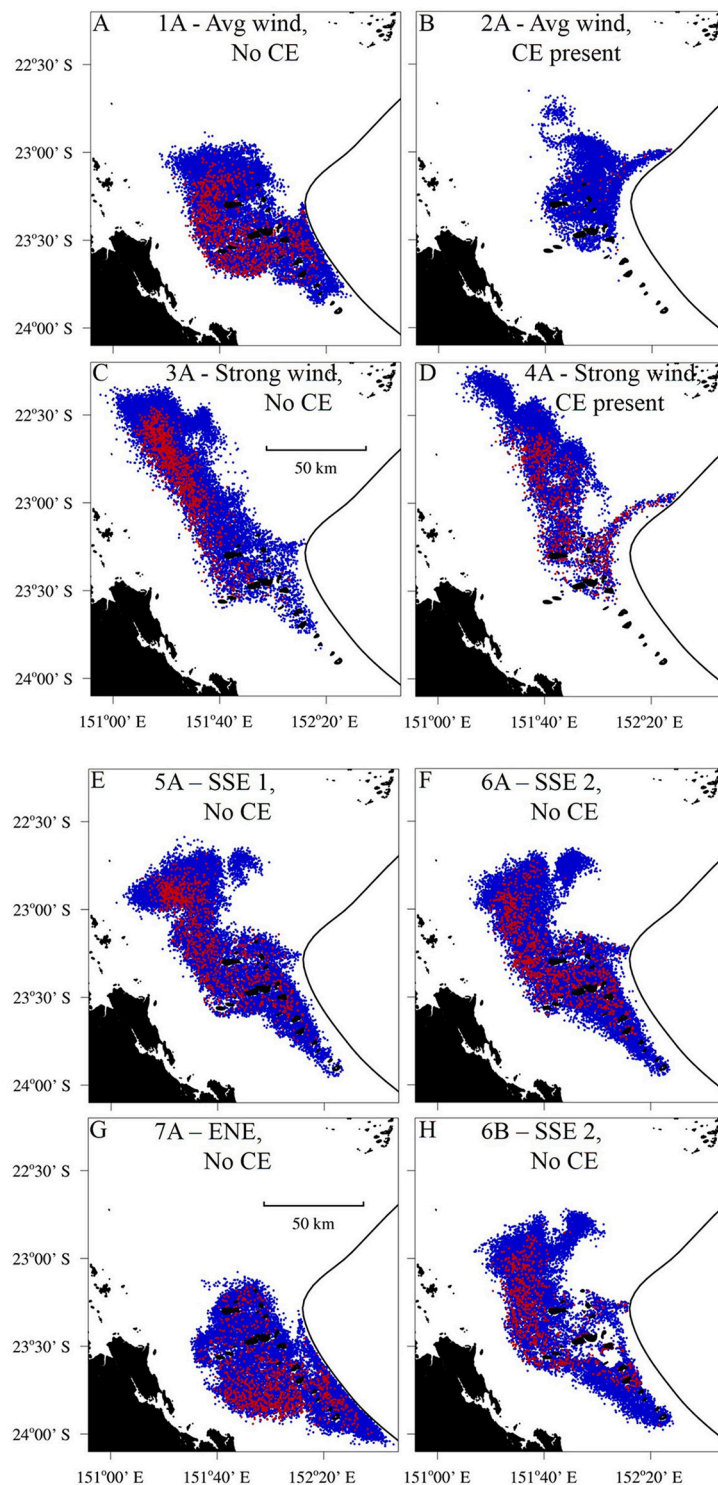 A
1A - Avg wind,
No CE
B
2A - Avg wind,
CE present
22°30’ S
23°00’ S
23°30’ S
24°00’ S
C
3A - Strong wind,
No CE
50 km
D
4A - Strong wind,
CE present
22°30’ S
23°00’ S
23°30’ S
24°00’ S
151°00’ E
151°40’ E
152°20’ E
151°00’ E
151°40’ E
152°20’ E
E
5A – SSE 1,
No CE
F
6A – SSE 2,
No CE
22°30’ S
23°00’ S
23°30’ S
24°00’ S
G
7A – ENE,
No CE
50 km
H
6B – SSE 2,
No CE
22°30’ S
23°00’ S
23°30’ S
24°00’ S
151°00’ E
151°40’ E
152°20’ E
151°00’ E
151°40’ E
152°20’ E